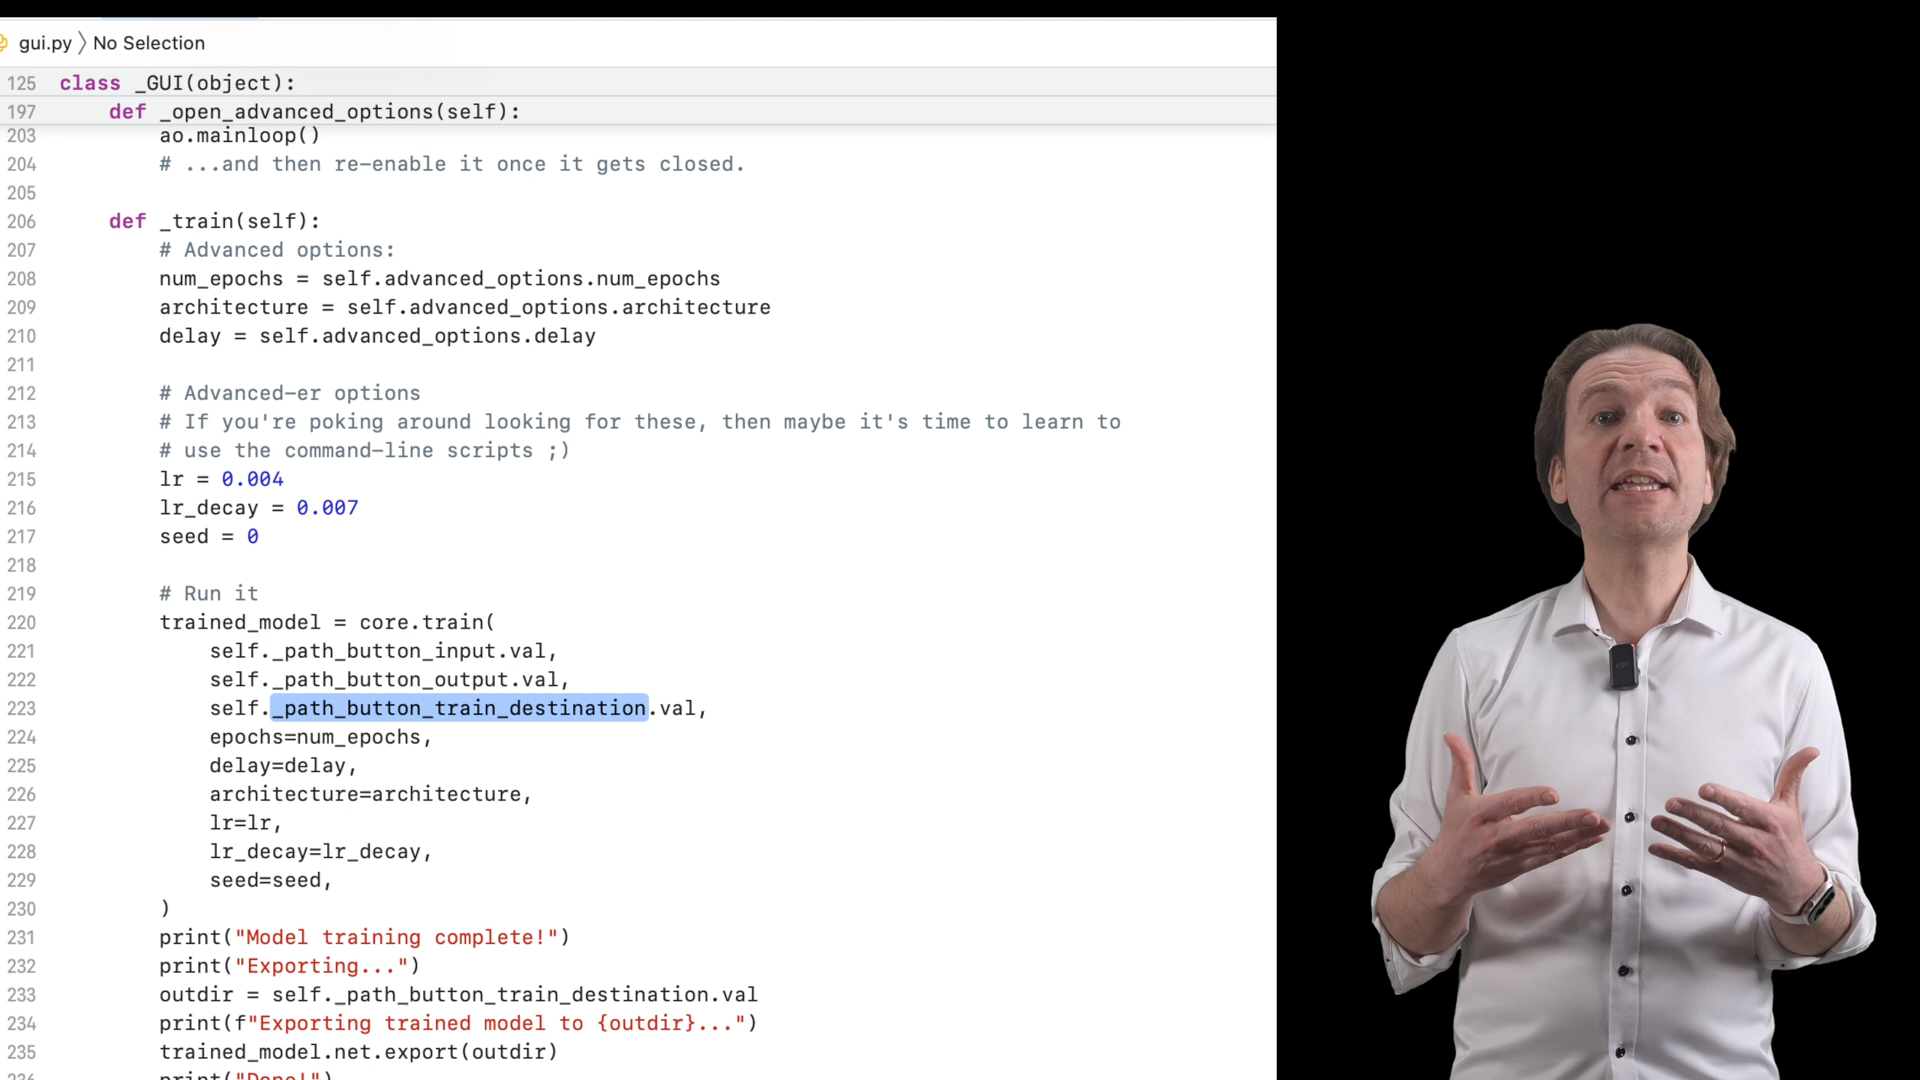 gui.py 〉 No Selection
125 class _GUI(object):
197 def _open_advanced_options(self):
203 ao.mainloop()
204 # ...and then re-enable it once it gets closed.
205
206 def _train(self):
207 # Advanced options:
208 num_epochs = self.advanced_options.num_epochs
209 architecture = self.advanced_options.architecture
210 delay = self.advanced_options.delay
211
212 # Advanced-er options
213 # If you're poking around looking for these, then maybe it's time to learn to
214 # use the command-line scripts ;)
215 lr = 0.004
216 lr_decay = 0.007
217 seed = 0
218
219 # Run it
220 trained_model = core.train(
221 self._path_button_input.val,
222 self._path_button_output.val,
223 self._path_button_train_destination.val,
224 epochs=num_epochs,
225 delay=delay,
226 architecture=architecture,
227 lr=lr,
228 lr_decay=lr_decay,
229 seed=seed,
230 )
231 print("Model training complete!")
232 print("Exporting...")
233 outdir = self._path_button_train_destination.val
234 print(f"Exporting trained model to {outdir}...")
235 trained_model.net.export(outdir)
236 print("Done!")